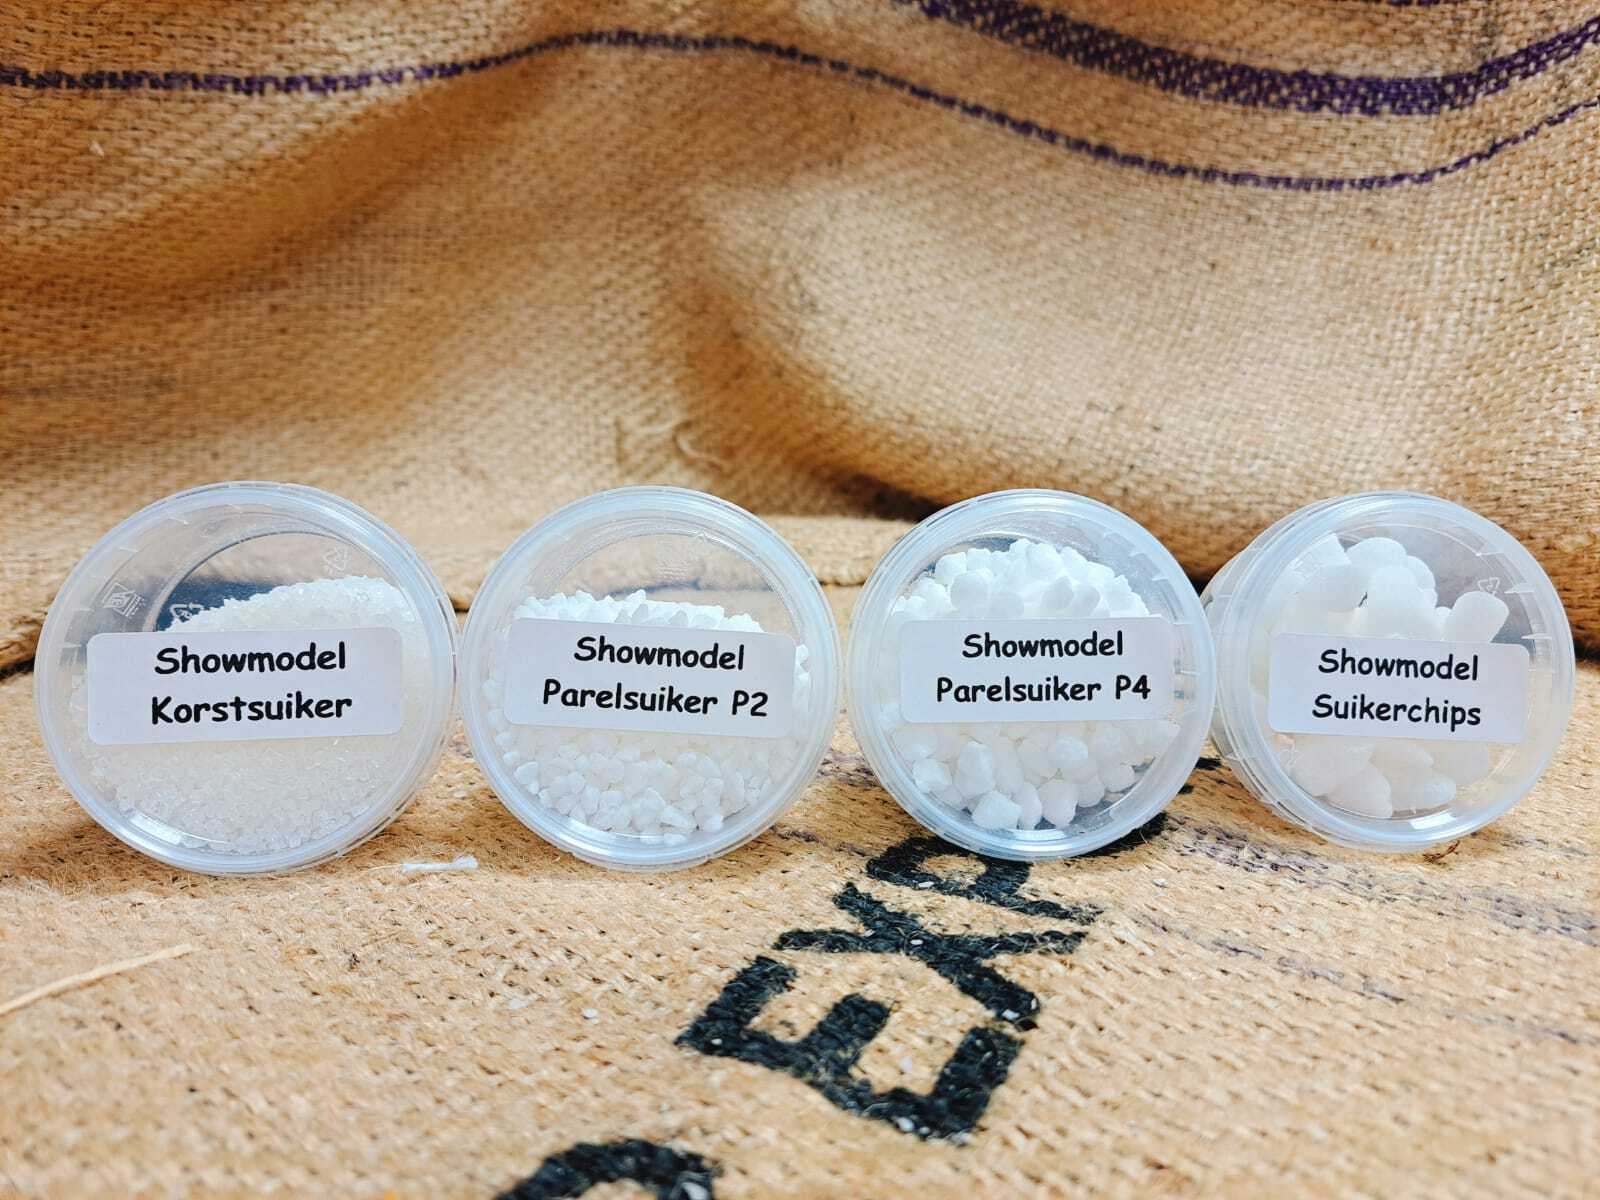 Showmodel
Korstsuiker
Showmodel
Parelsuiker P2
Showmodel
Parelsuiker P4
Showmodel
Suikerchips